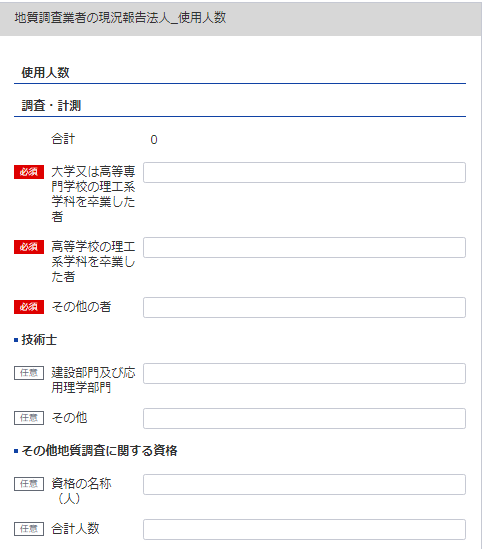 地質調査業者の現況報告法人_使用人数
使用人数
調査・計測
合計 0
必須 大学又は高等専
門学校の理工系
学科を卒業した
者
必須 高等学校の理工
系学科を卒業し
た者
必須 その他の者
技術士
任意 建設部門及び応
用理学部門
任意 その他
その他地質調査に関する資格
任意 資格の名称
（人）
任意 合計人数